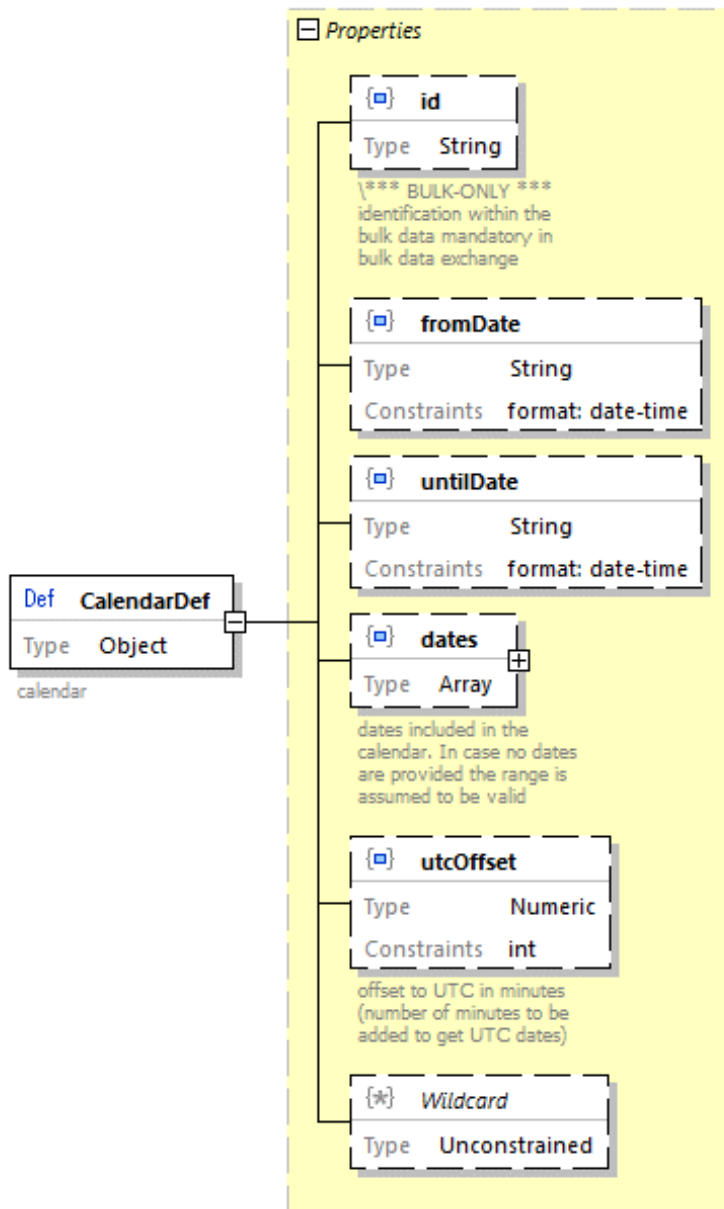 Properties
id
Type String
\*** BULK-ONLY ***
identification within the
bulk data mandatory in
bulk data exchange
fromDate
Type String
Constraints format: date-time
untilDate
Type String
Constraints format: date-time
Def CalendarDef
Type Object
calendar
dates
Type Array
dates included in the
calendar. In case no dates
are provided the range is
assumed to be valid
utcOffset
Type Numeric
Constraints int
offset to UTC in minutes
(number of minutes to be
added to get UTC dates)
{*} Wildcard
Type Unconstrained